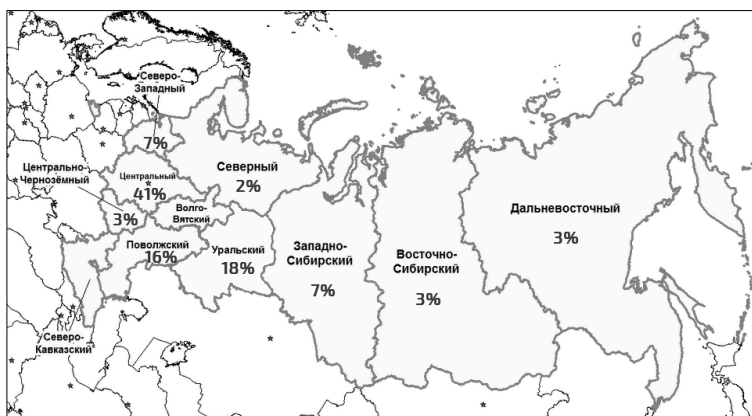 Северо-
Западный
7%
Центрально-
Чернозёмный
3%
Центральный
41%
Северный
2%
Волго-
Вятский
Поволжский
16%
Уральский
18%
Западно-
Сибирский
7%
Восточно-
Сибирский
3%
Дальневосточный
3%
Северо-
Кавказский